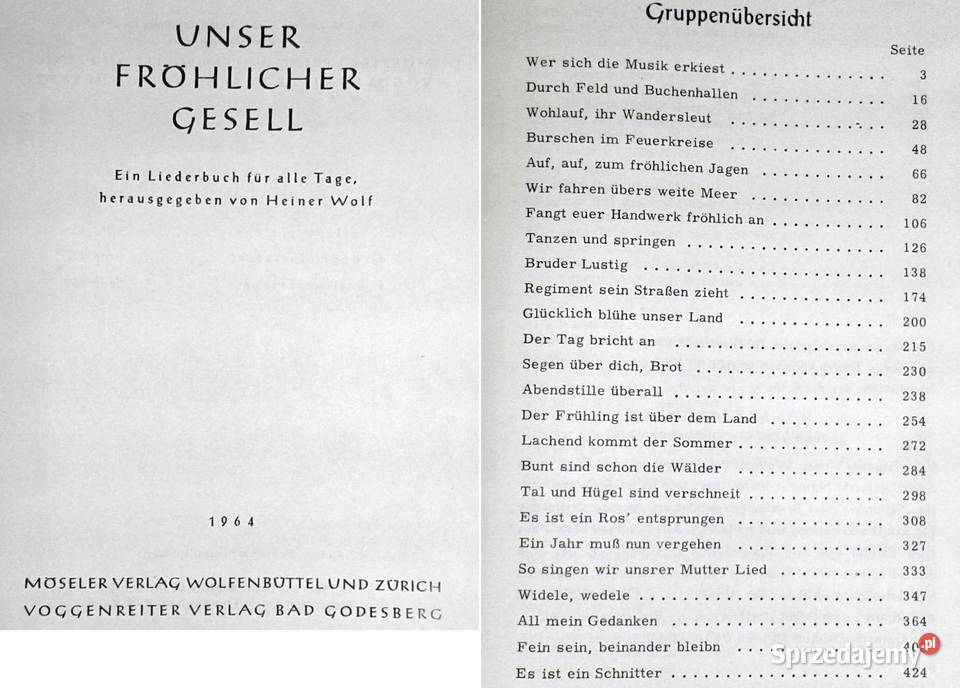 UNSER
FRÖHLICHER
GESELL
Ein Liederbuch für alle Tage,
herausgegeben von Heiner Wolf
1964
MÖSELER VERLAG WOLFENBÜTTEL UND ZÜRICH
VOGGENREITER VERLAG BAD GODESBERG
Gruppenübersicht
Seite
Wer sich die Musik erkiest . . . . . . . . . . . . . . 3
Durch Feld und Buchenhallen . . . . . . . . . . . . 16
Wohlauf, ihr Wandersleut . . . . . . . . . . . . . . 28
Burschen im Feuerkreise . . . . . . . . . . . . . . 48
Auf, auf, zum fröhlichen Jagen . . . . . . . . . . . 66
Wir fahren übers weite Meer . . . . . . . . . . . . 82
Fangt euer Handwerk fröhlich an . . . . . . . . . . 106
Tanzen und springen . . . . . . . . . . . . . . . . 126
Bruder Lustig . . . . . . . . . . . . . . . . . . . 138
Regiment sein Straßen zieht . . . . . . . . . . . . 174
Glücklich blühe unser Land . . . . . . . . . . . . 200
Der Tag bricht an . . . . . . . . . . . . . . . . . 215
Segen über dich, Brot . . . . . . . . . . . . . . . 230
Abendstille überall . . . . . . . . . . . . . . . . 238
Der Frühling ist über dem Land . . . . . . . . . . 254
Lachend kommt der Sommer . . . . . . . . . . . . 272
Bunt sind schon die Wälder . . . . . . . . . . . . 284
Tal und Hügel sind verschneit . . . . . . . . . . . 298
Es ist ein Ros' entsprungen . . . . . . . . . . . . 308
Ein Jahr muß nun vergehen . . . . . . . . . . . . 327
So singen wir unsrer Mutter Lied . . . . . . . . . 333
Widele, wedele . . . . . . . . . . . . . . . . . . 347
All mein Gedanken . . . . . . . . . . . . . . . . 364
Fein sein, beinander bleibn . . . . . . . . . . . .
Es ist ein Schnitter . . . . . . . . . . . . . . . 424
Sprzedajemy.pl